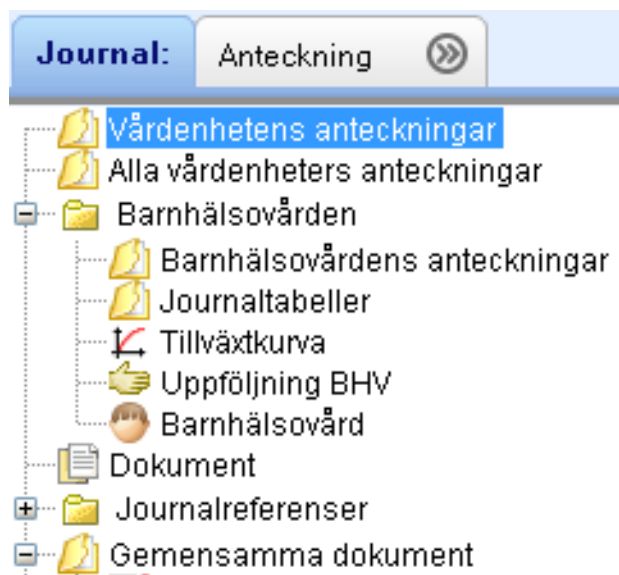 Journal: Anteckning
Vårdenhetens anteckningar
Alla vårdenheters anteckningar
Barnhälsovården
Barnhälsovårdens anteckningar
Journaltabeller
Tillväxtkurva
Uppföljning BHV
Barnhälsovård
Dokument
Journalreferenser
Gemensamma dokument